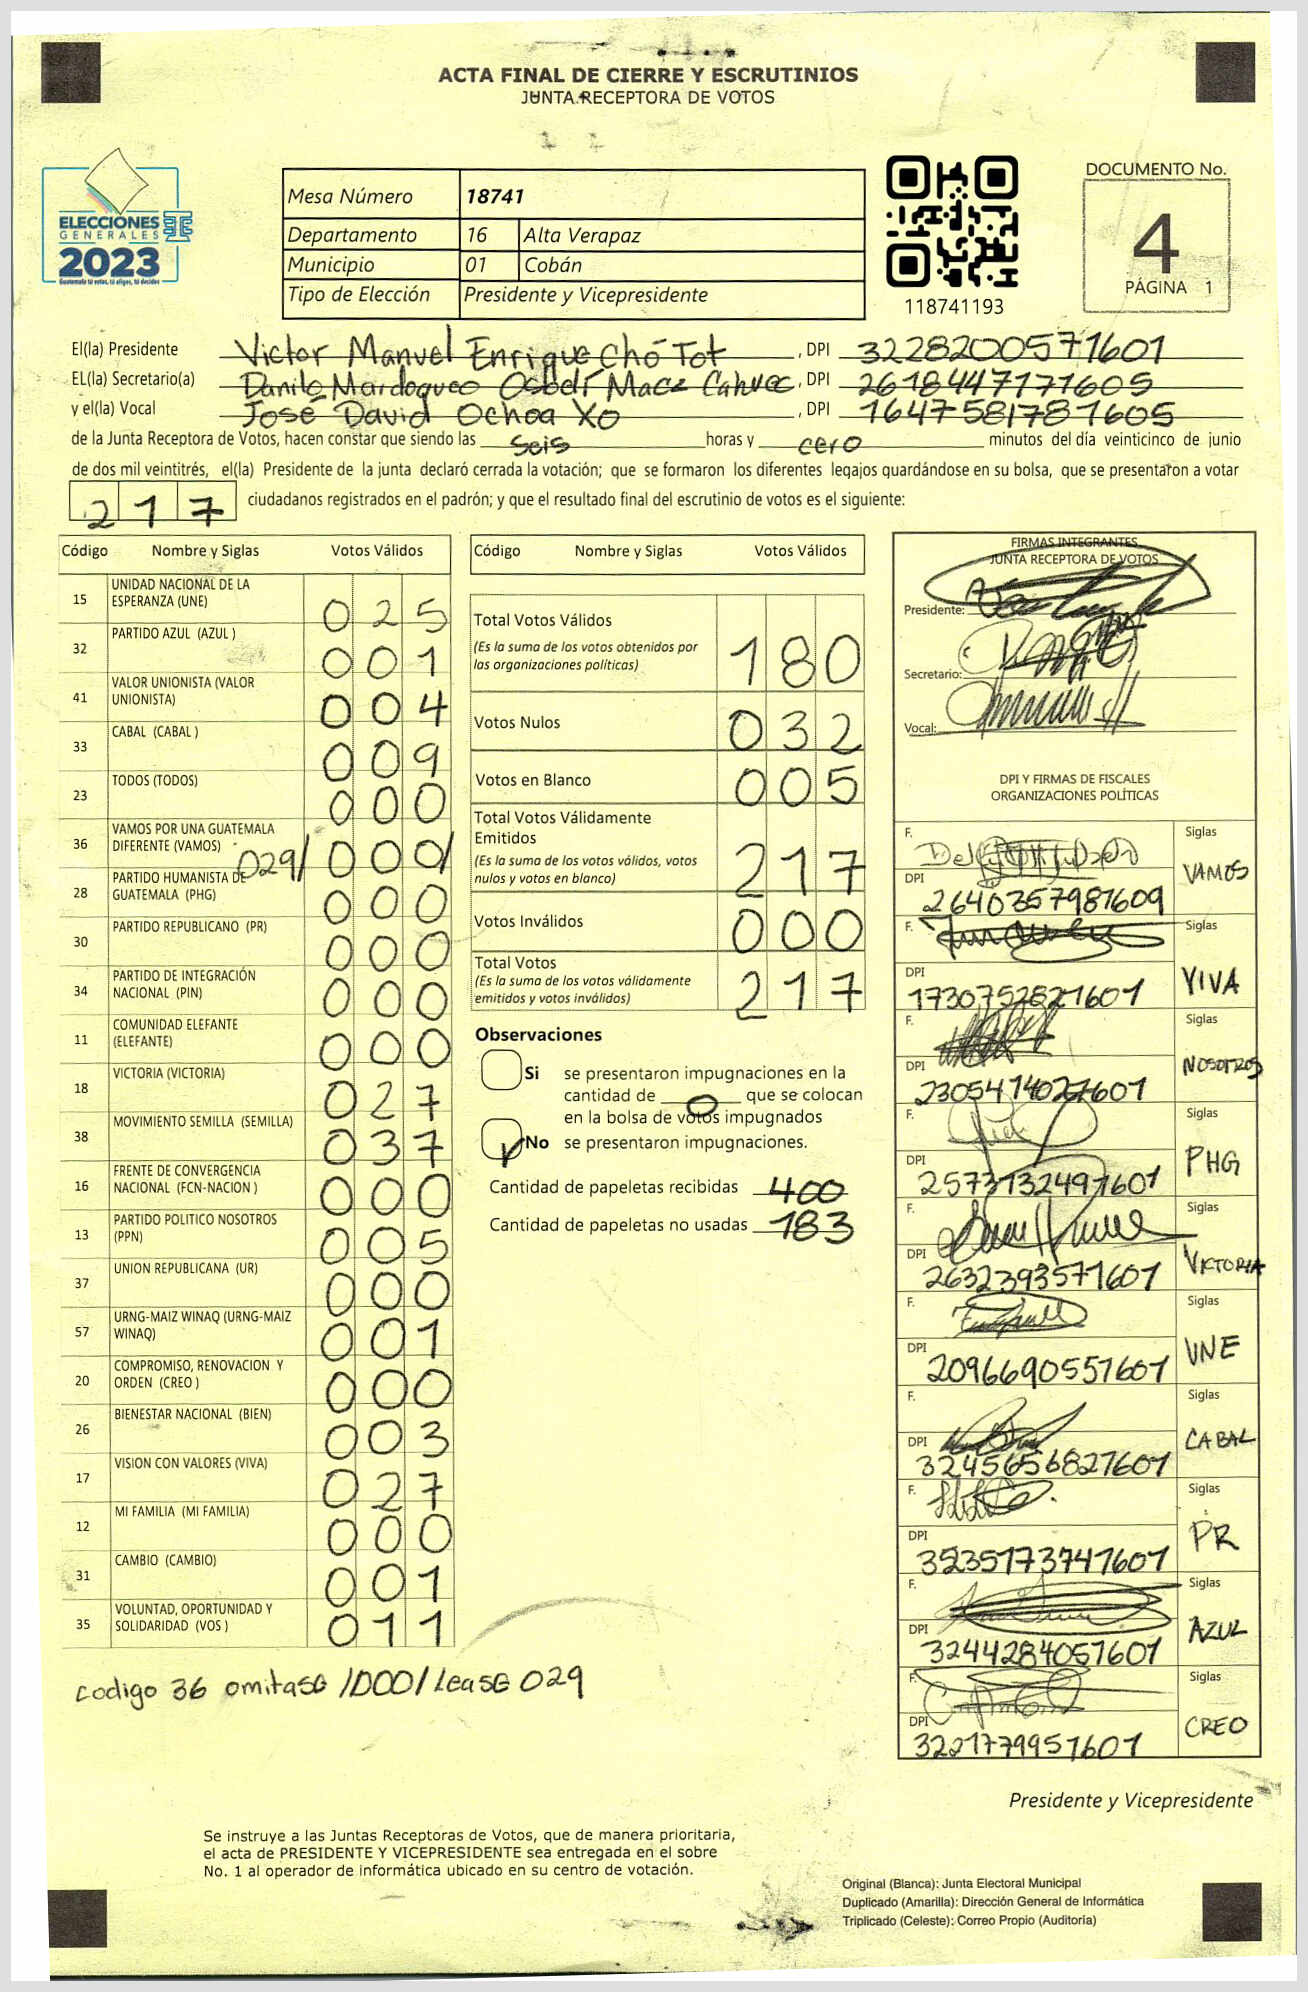 ACTA FINAL DE CIERRE Y ESCRUTINIOS
JUNTA RECEPTORA DE VOTOS
ELECCIONES
GENERALES
2023
Guatemala tú votas, tú eliges, tú decides
Mesa Número 18741
Departamento 16 Alta Verapaz
Municipio 01 Cobán
Tipo de Elección Presidente y Vicepresidente
118741193
DOCUMENTO No.
4
PÁGINA 1
El(la) Presidente Victor Manuel Enrique Chó Tot, DPI 3228200571601
EL(la) Secretario(a) Danilo Mardoqueo Osbelí Macz Cahuec, DPI 2618447171605
y el(la) Vocal José David Ochoa Xo, DPI 1647581781605
de la Junta Receptora de Votos, hacen constar que siendo las seis horas y cero minutos del día veinticinco de junio
de dos mil veintitrés, el(la) Presidente de la junta declaró cerrada la votación; que se formaron los diferentes legajos guardándose en su bolsa, que se presentaron a votar
217 ciudadanos registrados en el padrón; y que el resultado final del escrutinio de votos es el siguiente:
Código Nombre y Siglas Votos Válidos
15 UNIDAD NACIONAL DE LA ESPERANZA (UNE) 025
32 PARTIDO AZUL (AZUL ) 001
41 VALOR UNIONISTA (VALOR UNIONISTA) 004
33 CABAL (CABAL ) 009
23 TODOS (TODOS) 000
36 VAMOS POR UNA GUATEMALA DIFERENTE (VAMOS) 029/000/
28 PARTIDO HUMANISTA DE GUATEMALA (PHG) 000
30 PARTIDO REPUBLICANO (PR) 000
34 PARTIDO DE INTEGRACIÓN NACIONAL (PIN) 000
11 COMUNIDAD ELEFANTE (ELEFANTE) 000
18 VICTORIA (VICTORIA) 027
38 MOVIMIENTO SEMILLA (SEMILLA) 037
16 FRENTE DE CONVERGENCIA NACIONAL (FCN-NACION ) 000
13 PARTIDO POLITICO NOSOTROS (PPN) 005
37 UNION REPUBLICANA (UR) 000
57 URNG-MAIZ WINAQ (URNG-MAIZ WINAQ) 001
20 COMPROMISO, RENOVACION Y ORDEN (CREO ) 000
26 BIENESTAR NACIONAL (BIEN) 003
17 VISION CON VALORES (VIVA) 027
12 MI FAMILIA (MI FAMILIA) 000
31 CAMBIO (CAMBIO) 001
35 VOLUNTAD, OPORTUNIDAD Y SOLIDARIDAD (VOS ) 011
codigo 36 omitase /000/ Lease 029
Código Nombre y Siglas Votos Válidos
Total Votos Válidos 180
(Es la suma de los votos obtenidos por
las organizaciones políticas)
Votos Nulos 032
Votos en Blanco 005
Total Votos Válidamente
Emitidos 217
(Es la suma de los votos válidos, votos
nulos y votos en blanco)
Votos Inválidos 000
Total Votos 217
(Es la suma de los votos válidamente
emitidos y votos inválidos)
Observaciones
Si se presentaron impugnaciones en la
cantidad de 0 que se colocan
en la bolsa de votos impugnados
No se presentaron impugnaciones.
Cantidad de papeletas recibidas 400
Cantidad de papeletas no usadas 183
FIRMAS INTEGRANTES
JUNTA RECEPTORA DE VOTOS
Presidente:
Secretario:
Vocal:
DPI Y FIRMAS DE FISCALES
ORGANIZACIONES POLÍTICAS
F. Siglas
DPI 2640357981609 VAMOS
F. Siglas
DPI 1730752821601 VIVA
F. Siglas
DPI 2305414027601 NOSOTROS
F. Siglas
DPI 2573132491601 PHG
F. Siglas
DPI 2632393571601 VICTORIA
F. Siglas
DPI 2096690551601 UNE
F. Siglas
DPI 3245656827601 CABAL
F. Siglas
DPI 3235173741601 PR
F. Siglas
DPI 3244284051601 AZUL
F. Siglas
DPI 3221779951601 CREO
Presidente y Vicepresidente
Se instruye a las Juntas Receptoras de Votos, que de manera prioritaria,
el acta de PRESIDENTE Y VICEPRESIDENTE sea entregada en el sobre
No. 1 al operador de informática ubicado en su centro de votación.
Original (Blanca): Junta Electoral Municipal
Duplicado (Amarilla): Dirección General de Informática
Triplicado (Celeste): Correo Propio (Auditoría)